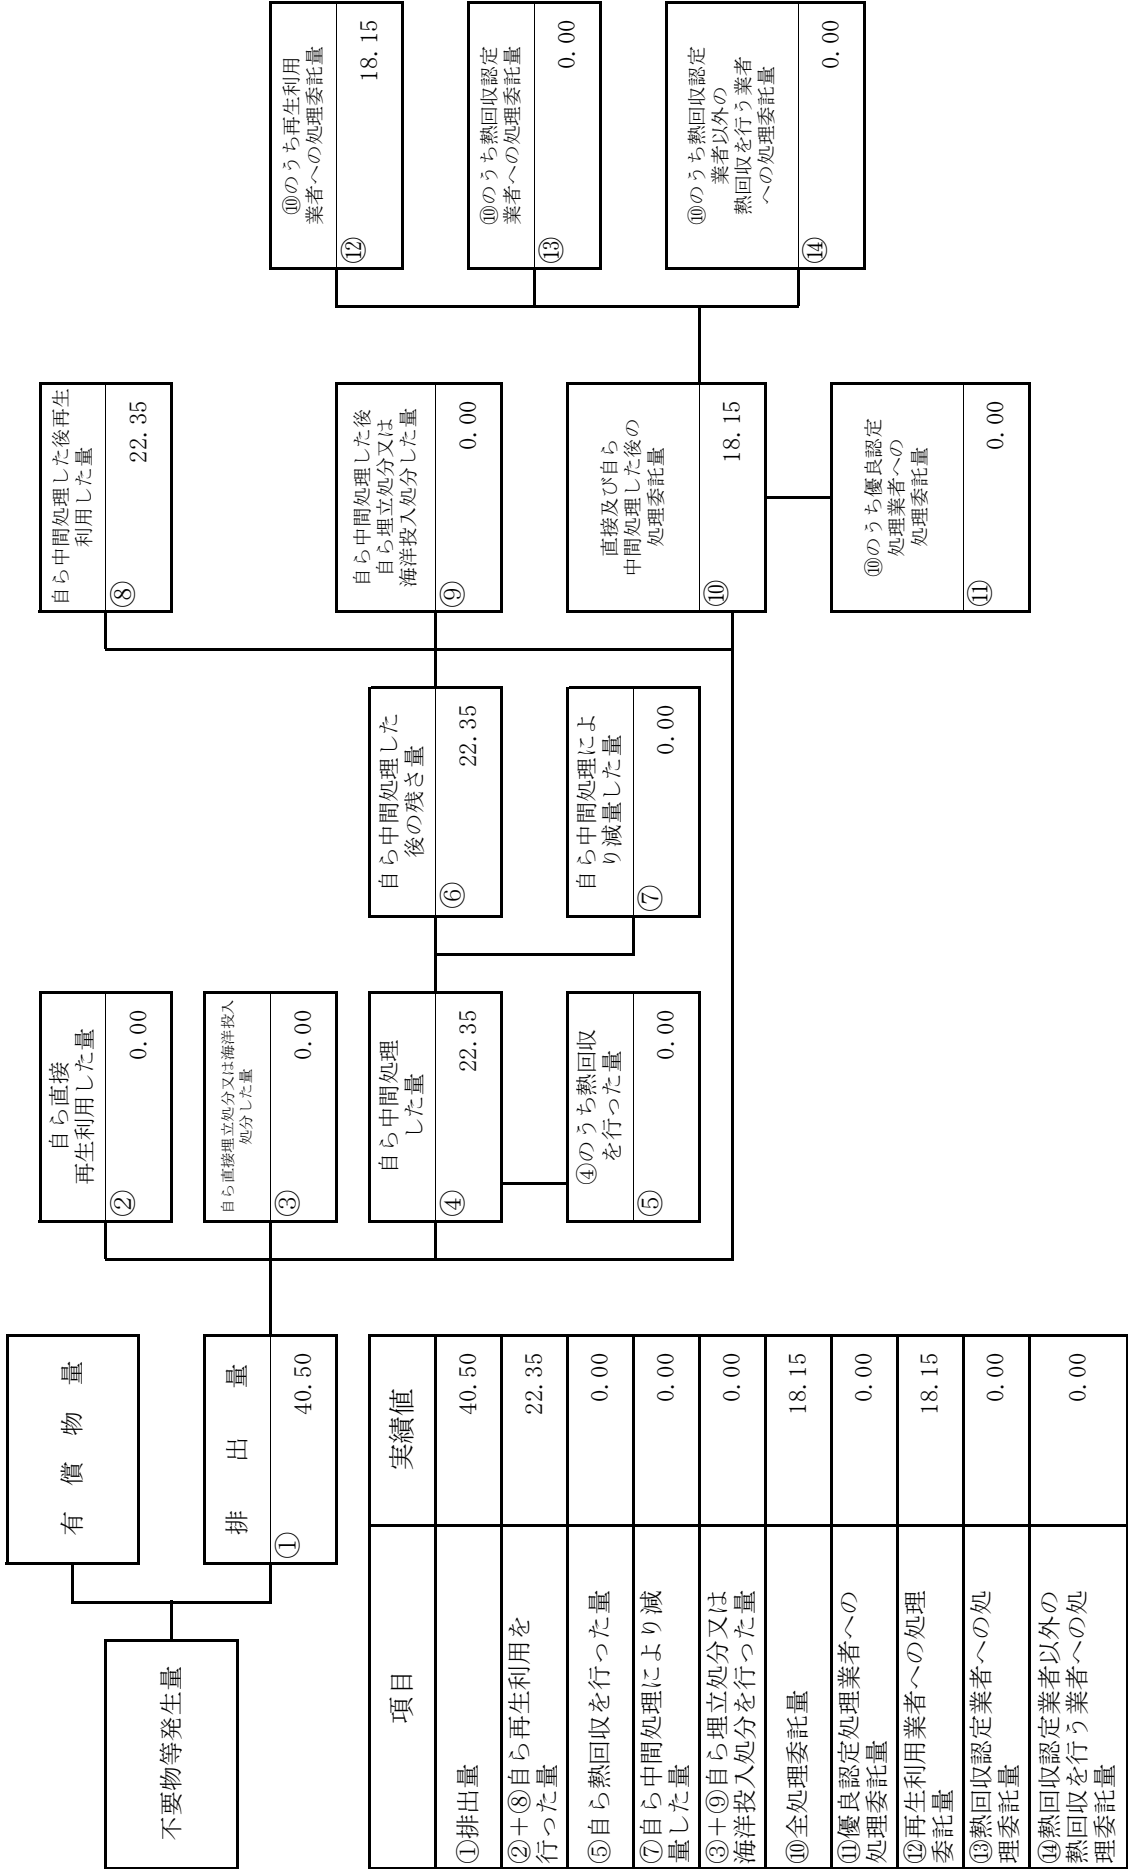 不要物等発生量
有償物量
排出量
①
40.50
自ら直接
再生利用した量
②
0.00
自ら直接埋立処分又は海洋投入
処分した量
③
0.00
自ら中間処理
した量
④
22.35
④のうち熱回収
を行った量
⑤
0.00
自ら中間処理した
後の残さ量
⑥
22.35
自ら中間処理によ
り減量した量
⑦
0.00
自ら中間処理した後再生
利用した量
⑧
22.35
自ら中間処理した後
自ら埋立処分又は
海洋投入処分した量
⑨
0.00
直接及び自ら
中間処理した後の
処理委託量
⑩
18.15
⑩のうち優良認定
処理業者への
処理委託量
⑪
0.00
⑩のうち再生利用
業者への処理委託量
⑫
18.15
⑩のうち熱回収認定
業者への処理委託量
⑬
0.00
⑩のうち熱回収認定
業者以外の
熱回収を行う業者
への処理委託量
⑭
0.00
項目 実績値
①排出量 40.50
②+⑧自ら再生利用を
行った量 22.35
⑤自ら熱回収を行った量 0.00
⑦自ら中間処理により減
量した量 0.00
③+⑨自ら埋立処分又は
海洋投入処分を行った量 0.00
⑩全処理委託量 18.15
⑪優良認定処理業者への
処理委託量 0.00
⑫再生利用業者への処理
委託量 18.15
⑬熱回収認定業者への処
理委託量 0.00
⑭熱回収認定業者以外の
熱回収を行う業者への処
理委託量 0.00